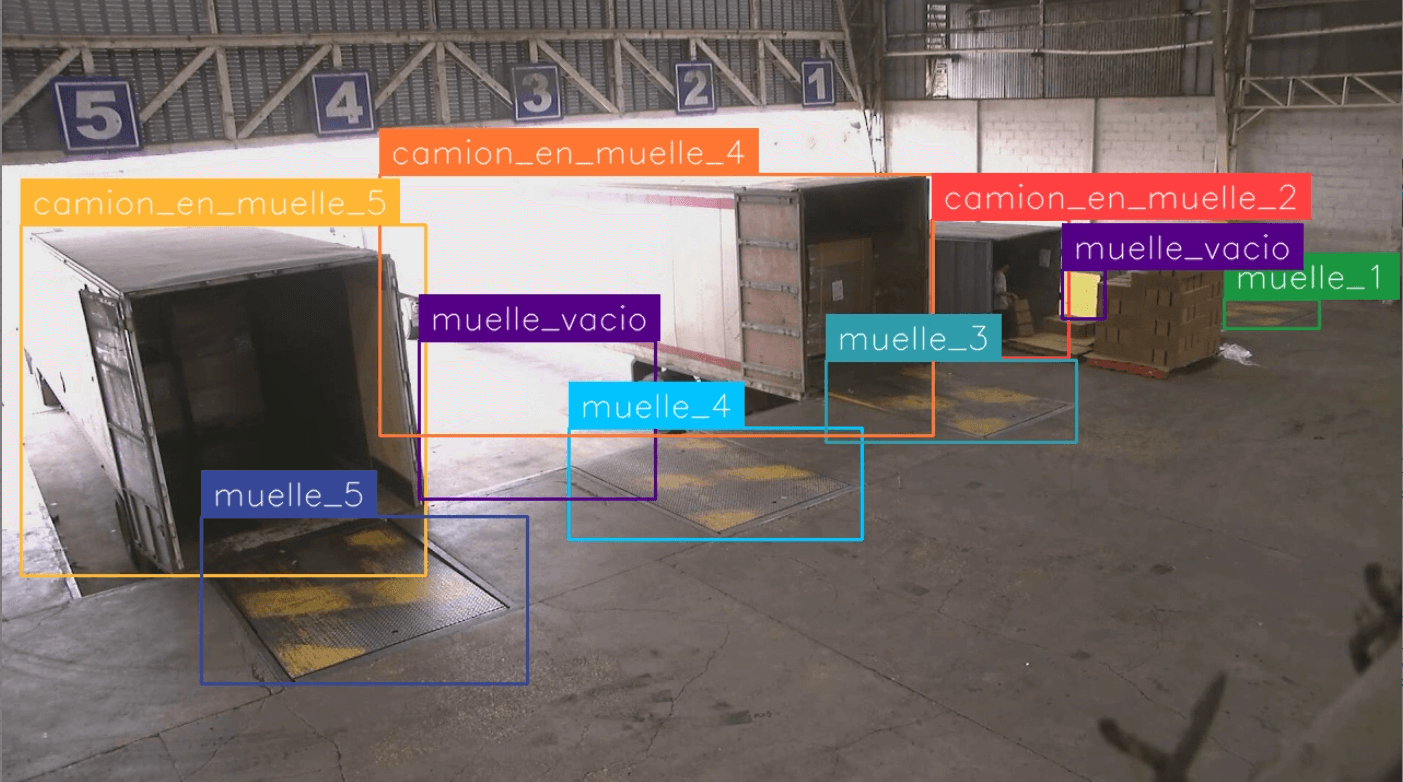 5
4
3
2
1
camion_en_muelle_4
camion_en_muelle_5
camion_en_muelle_2
muelle_vacio
muelle_1
muelle_vacio
muelle_3
muelle_4
muelle_5